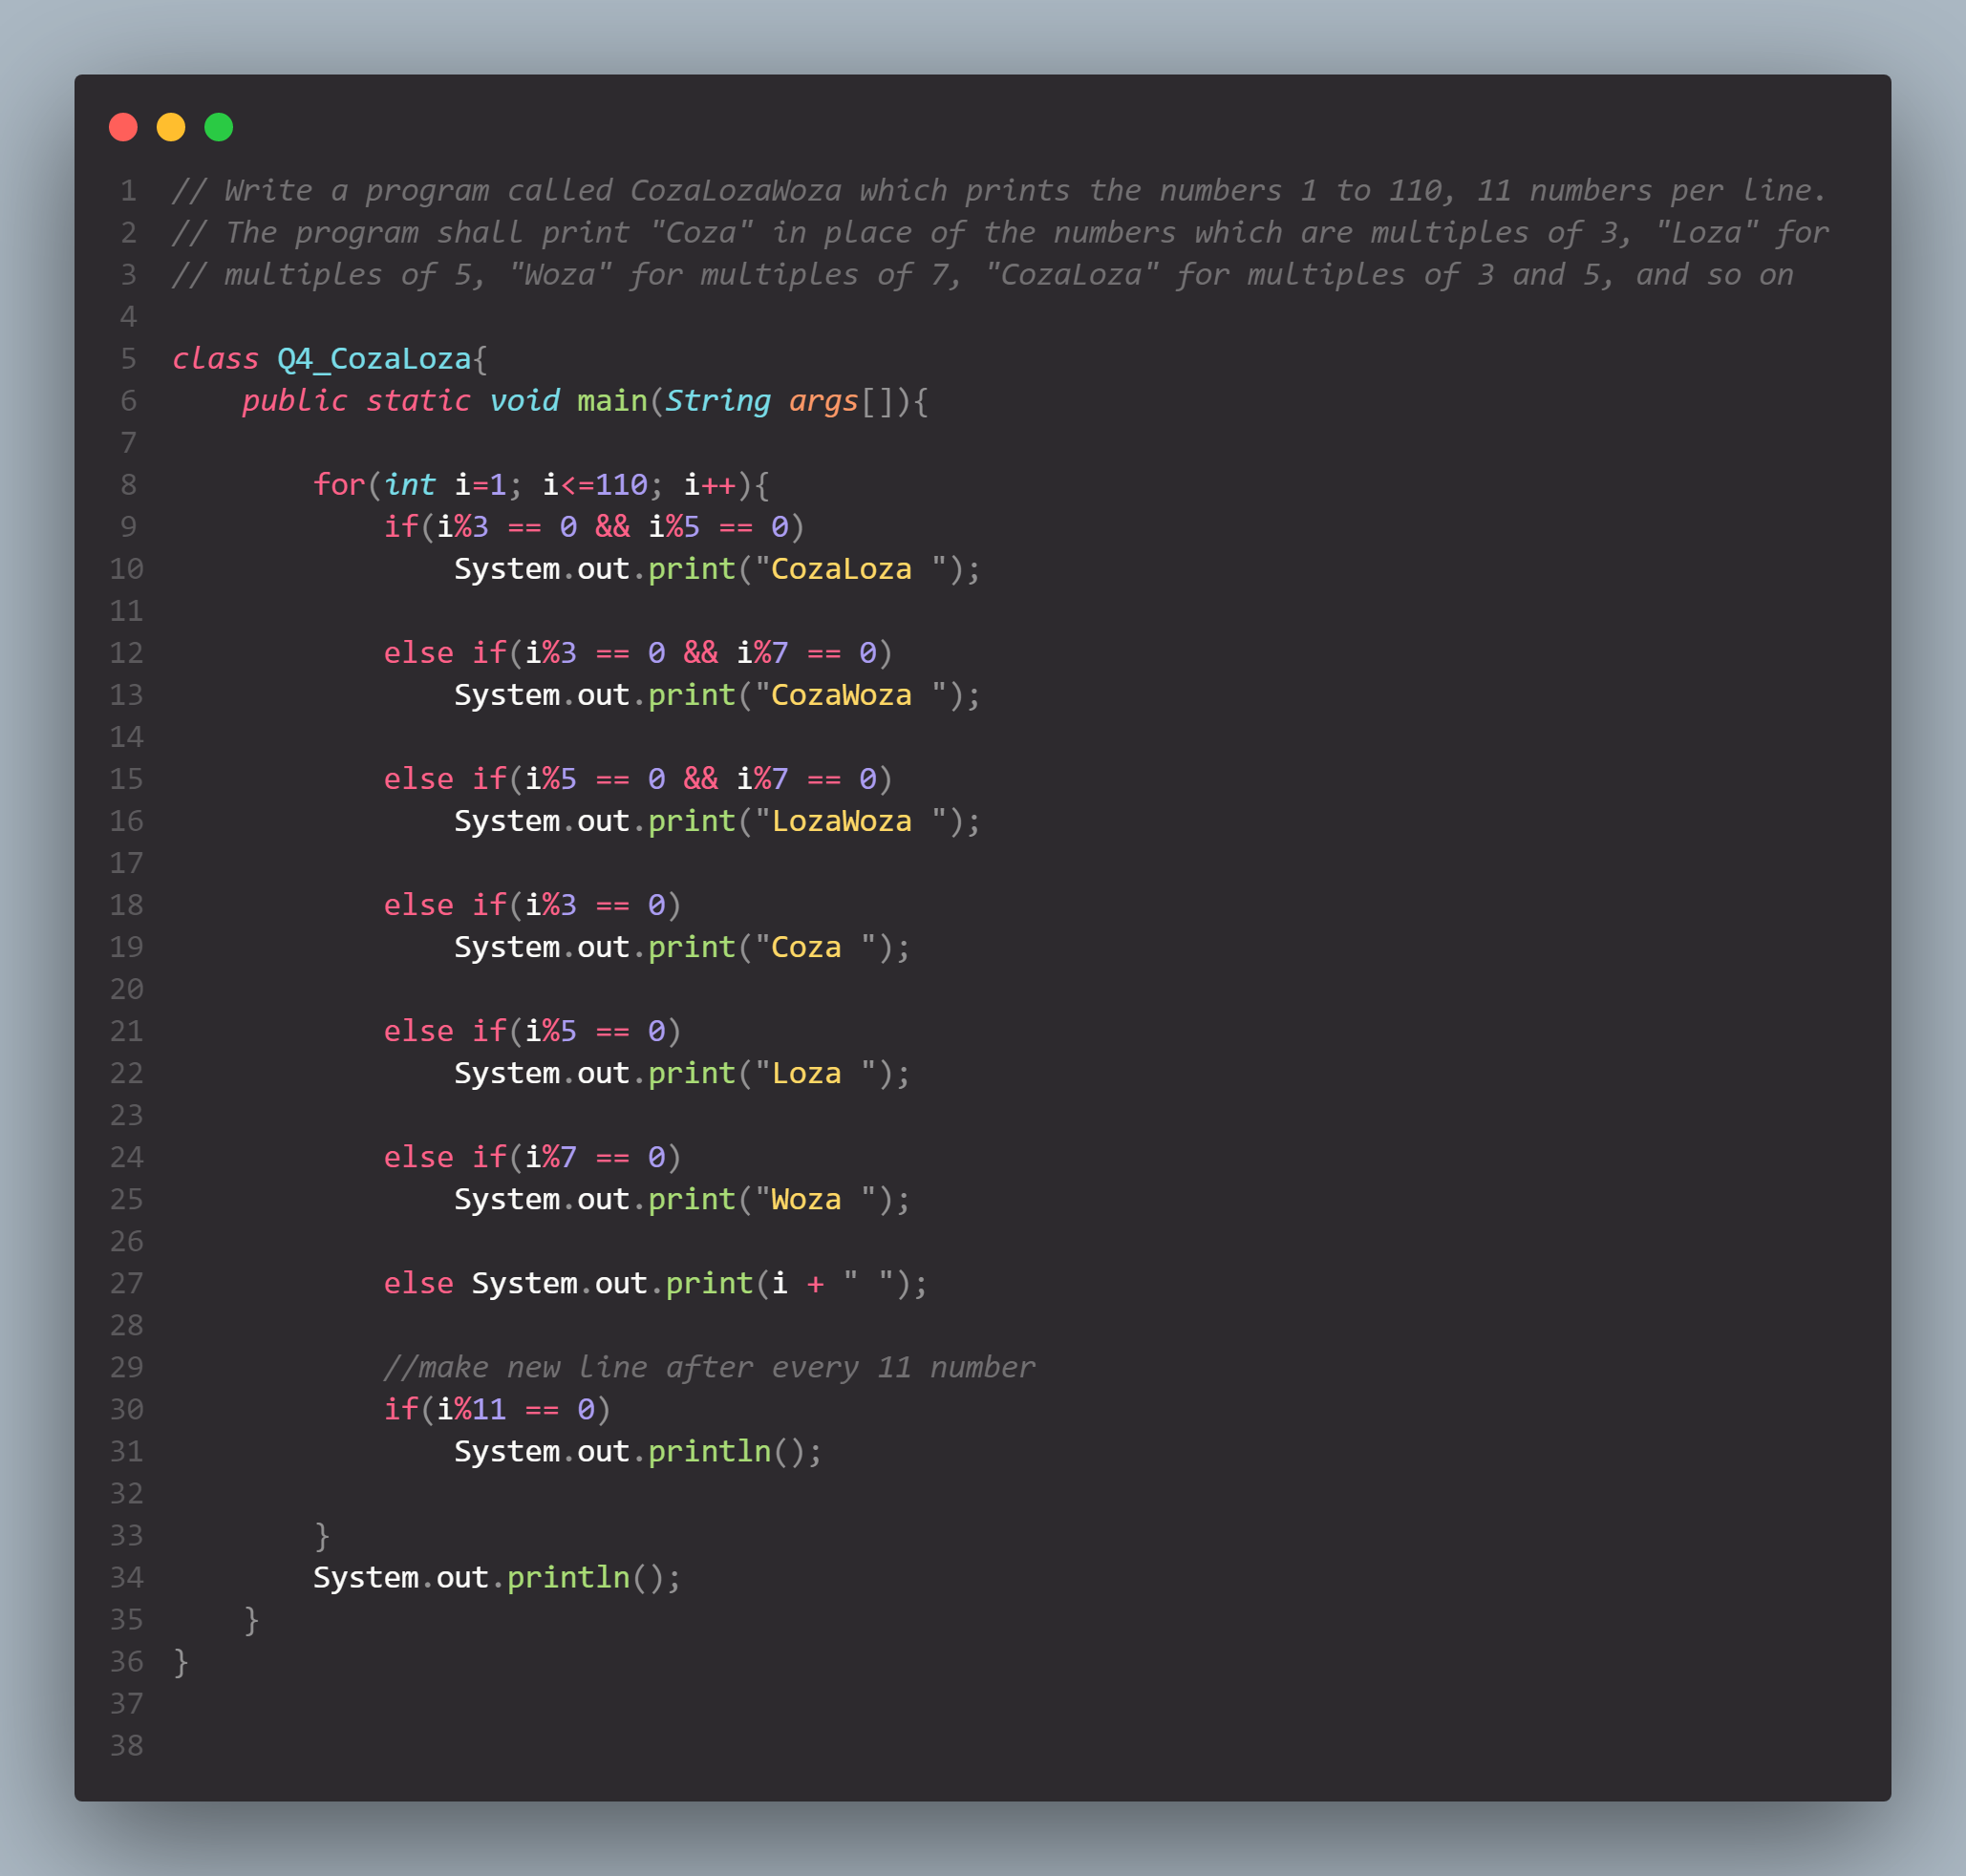 1 // Write a program called CozaLozaWoza which prints the numbers 1 to 110, 11 numbers per line.
2 // The program shall print "Coza" in place of the numbers which are multiples of 3, "Loza" for
3 // multiples of 5, "Woza" for multiples of 7, "CozaLoza" for multiples of 3 and 5, and so on
4
5 class Q4_CozaLoza{
6     public static void main(String args[]){
7
8         for(int i=1; i<=110; i++){
9             if(i%3 == 0 && i%5 == 0)
10                 System.out.print("CozaLoza ");
11
12             else if(i%3 == 0 && i%7 == 0)
13                 System.out.print("CozaWoza ");
14
15             else if(i%5 == 0 && i%7 == 0)
16                 System.out.print("LozaWoza ");
17
18             else if(i%3 == 0)
19                 System.out.print("Coza ");
20
21             else if(i%5 == 0)
22                 System.out.print("Loza ");
23
24             else if(i%7 == 0)
25                 System.out.print("Woza ");
26
27             else System.out.print(i + " ");
28
29             //make new line after every 11 number
30             if(i%11 == 0)
31                 System.out.println();
32
33         }
34         System.out.println();
35     }
36 }
37
38